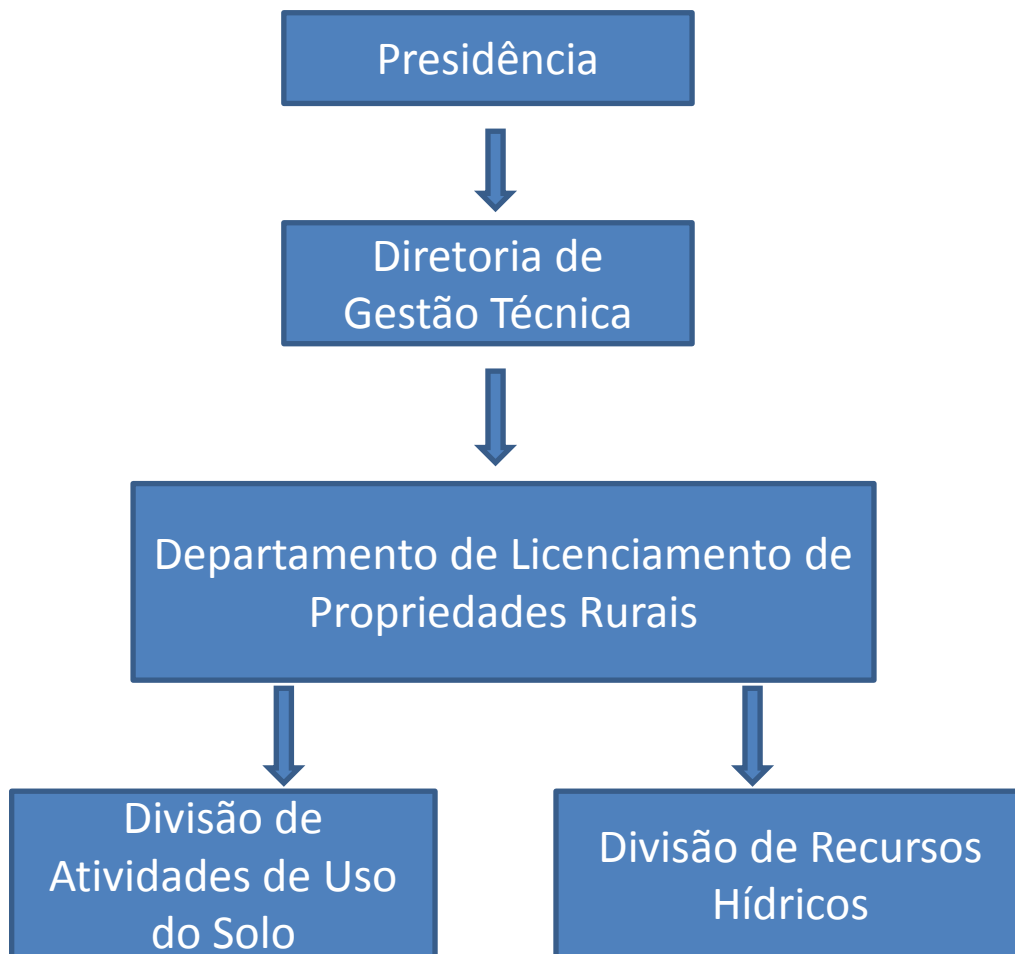 Presidência
Diretoria de
Gestão Técnica
Departamento de Licenciamento de
Propriedades Rurais
Divisão de
Atividades de Uso
do Solo
Divisão de Recursos
Hídricos